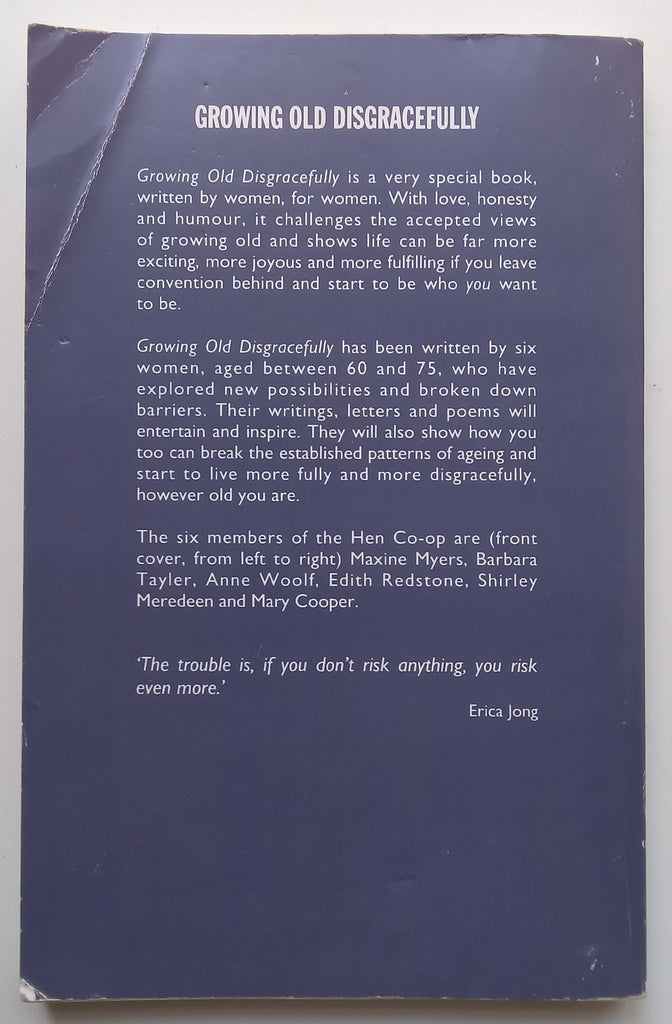 GROWING OLD DISGRACEFULLY
Growing Old Disgracefully is a very special book,
written by women, for women. With love, honesty
and humour, it challenges the accepted views
of growing old and shows life can be far more
exciting, more joyous and more fulfilling if you leave
convention behind and start to be who you want
to be.
Growing Old Disgracefully has been written by six
women, aged between 60 and 75, who have
explored new possibilities and broken down
barriers. Their writings, letters and poems will
entertain and inspire. They will also show how you
too can break the established patterns of ageing and
start to live more fully and more disgracefully,
however old you are.
The six members of the Hen Co-op are (front
cover, from left to right) Maxine Myers, Barbara
Tayler, Anne Woolf, Edith Redstone, Shirley
Meredeen and Mary Cooper.
‘The trouble is, if you don’t risk anything, you risk
even more.’
Erica Jong